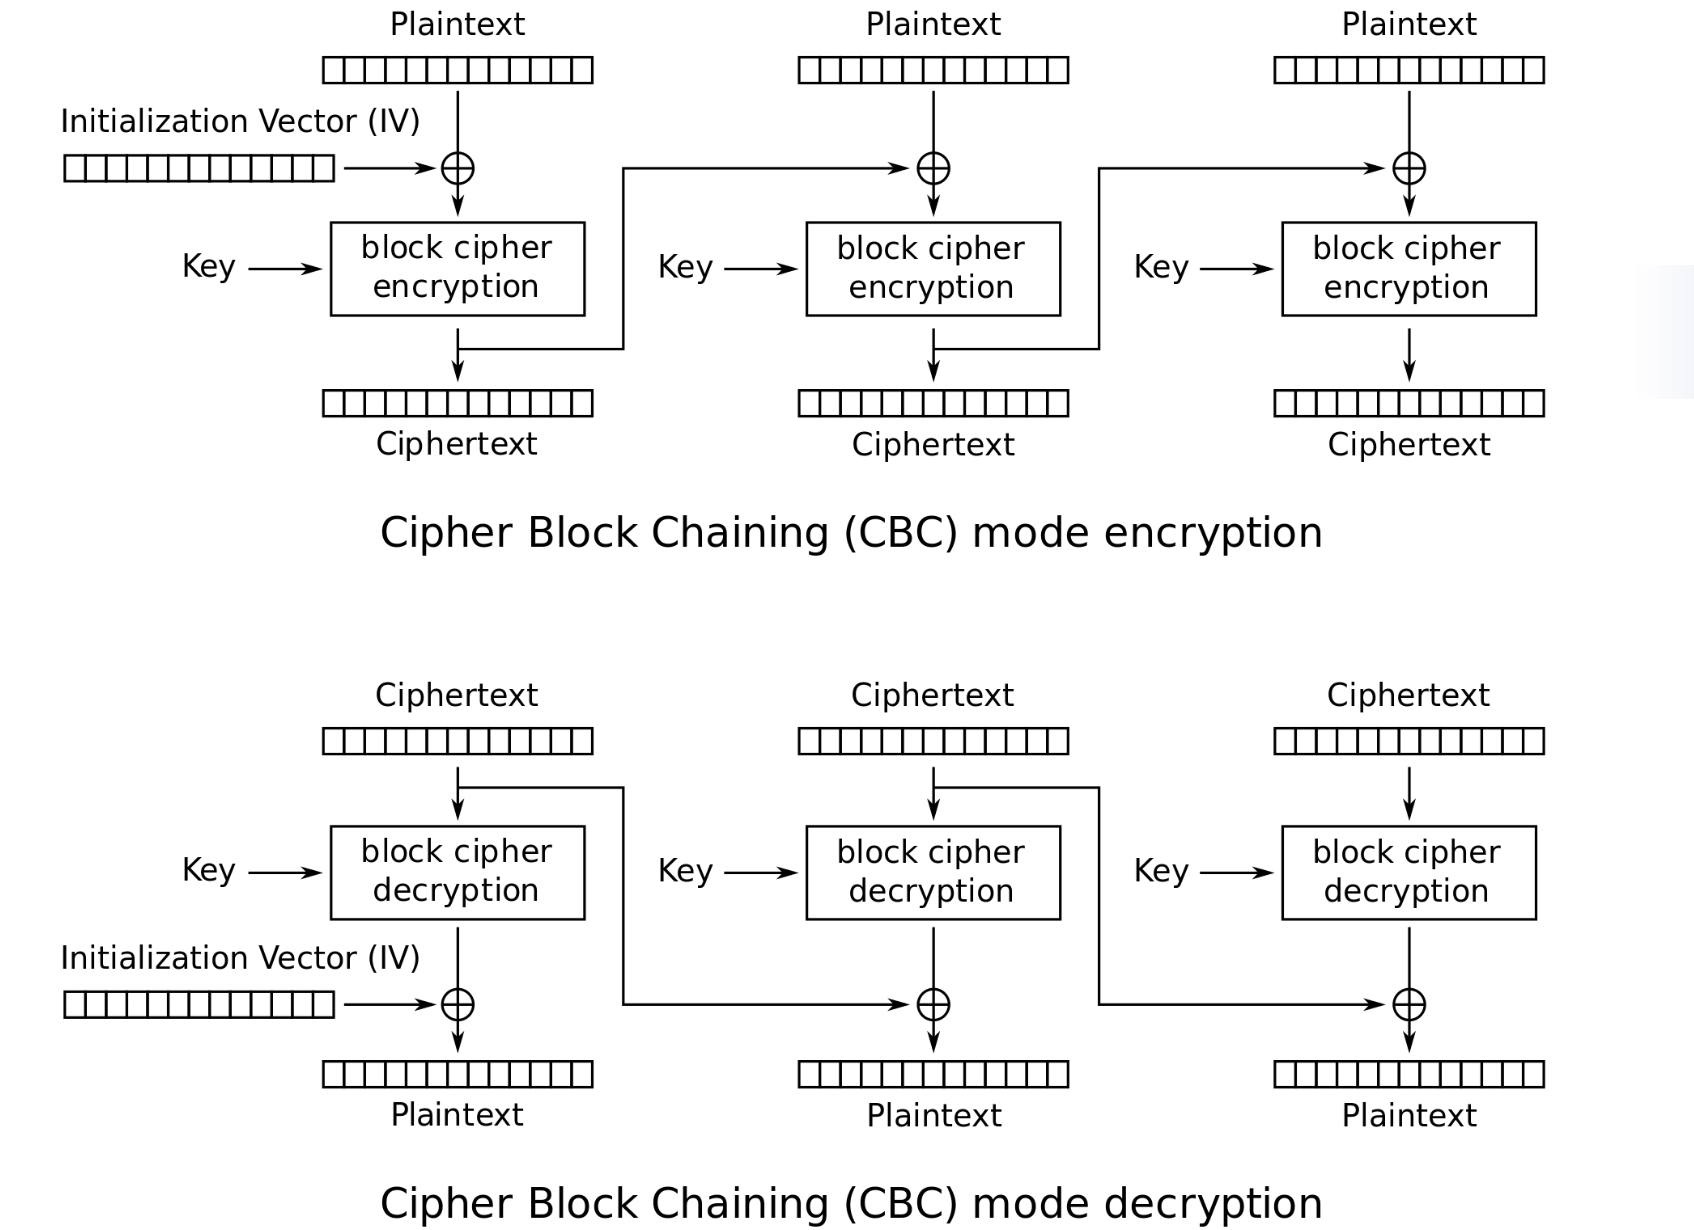 Plaintext
Plaintext
Plaintext
Initialization Vector (IV)
Key
block cipher
encryption
Key
block cipher
encryption
Key
block cipher
encryption
Ciphertext
Ciphertext
Ciphertext
Cipher Block Chaining (CBC) mode encryption
Ciphertext
Ciphertext
Ciphertext
Key
block cipher
decryption
Key
block cipher
decryption
Key
block cipher
decryption
Initialization Vector (IV)
Plaintext
Plaintext
Plaintext
Cipher Block Chaining (CBC) mode decryption